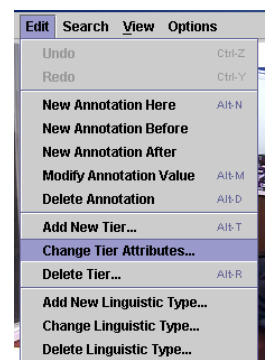 Edit Search View Options
Undo Ctrl-Z
Redo Ctrl-Y
New Annotation Here Alt-N
New Annotation Before
New Annotation After
Modify Annotation Value Alt-M
Delete Annotation Alt-D
Add New Tier... Alt-T
Change Tier Attributes...
Delete Tier... Alt-R
Add New Linguistic Type...
Change Linguistic Type...
Delete Linguistic Type...